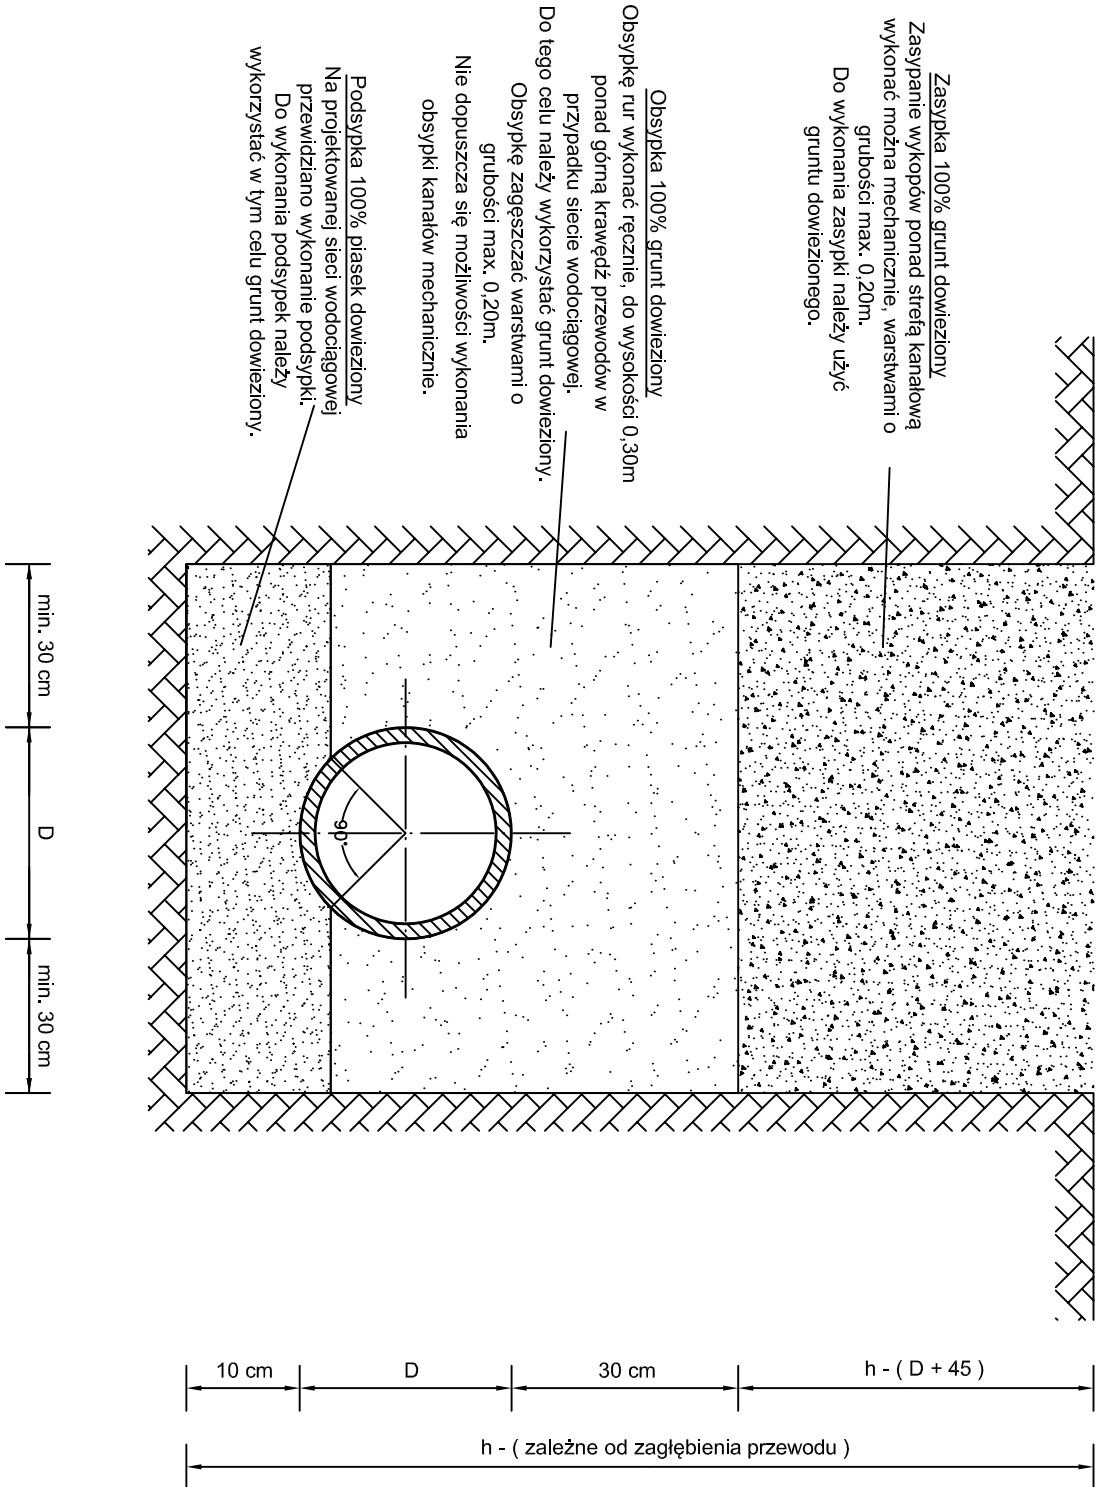 Zasypka 100% grunt dowieziony
Zasypanie wykopów ponad strefą kanałową
wykonać można mechanicznie, warstwami o
grubości max. 0,20m.
Do wykonania zasypki należy użyć
gruntu dowiezionego.
Obsypka 100% grunt dowieziony
Obsypkę rur wykonać ręcznie, do wysokości 0,30m
ponad górną krawędź przewodów w
przypadku siecie wodociągowej.
Do tego celu należy wykorzystać grunt dowieziony.
Obsypkę zagęszczać warstwami o
grubości max. 0,20m.
Nie dopuszcza się możliwości wykonania
obsypki kanałów mechanicznie.
Podsypka 100% piasek dowieziony
Na projektowanej sieci wodociągowej
przewidziano wykonanie podsypki.
Do wykonania podsypek należy
wykorzystać w tym celu grunt dowieziony.
90°
min. 30 cm
D
min. 30 cm
10 cm
D
30 cm
h - ( D + 45 )
h - ( zależne od zagłębienia przewodu )